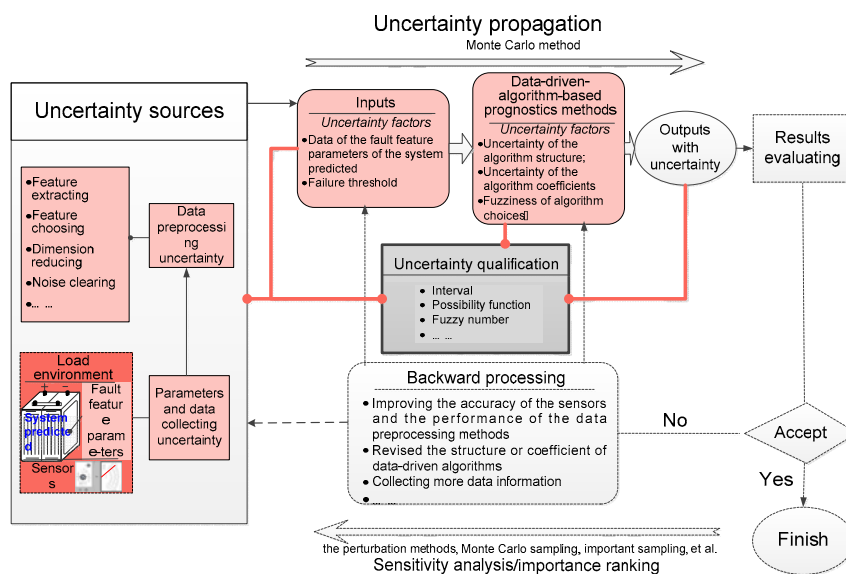 Uncertainty propagation
Monte Carlo method
Uncertainty sources
Inputs
Uncertainty factors
•Data of the fault feature
parameters of the system
predicted
•Failure threshold
Data-driven-
algorithm-based
prognostics methods
Uncertainty factors
•Uncertainty of the
algorithm structure;
•Uncertainty of the
algorithm coefficients
•Fuzziness of algorithm
choices▯
Outputs
with
uncertainty
Results
evaluating
•Feature
extracting
•Feature
choosing
•Dimension
reducing
•Noise clearing
•… …
Data
preprocessi
ng
uncertainty
Uncertainty qualification
• Interval
• Possibility function
• Fuzzy number
• … …
Load
environment
+ −
System
predicte
d
Fault
featur
e
param
e-ters
Sensor
s
Parameters
and data
collecting
uncertainty
Backward processing
• Improving the accuracy of the sensors
and the performance of the data
preprocessing methods
• Revised the structure or coefficient of
data-driven algorithms
• Collecting more data information
• … …
No
Accept
Yes
Finish
the perturbation methods, Monte Carlo sampling, important sampling, et al.
Sensitivity analysis/importance ranking